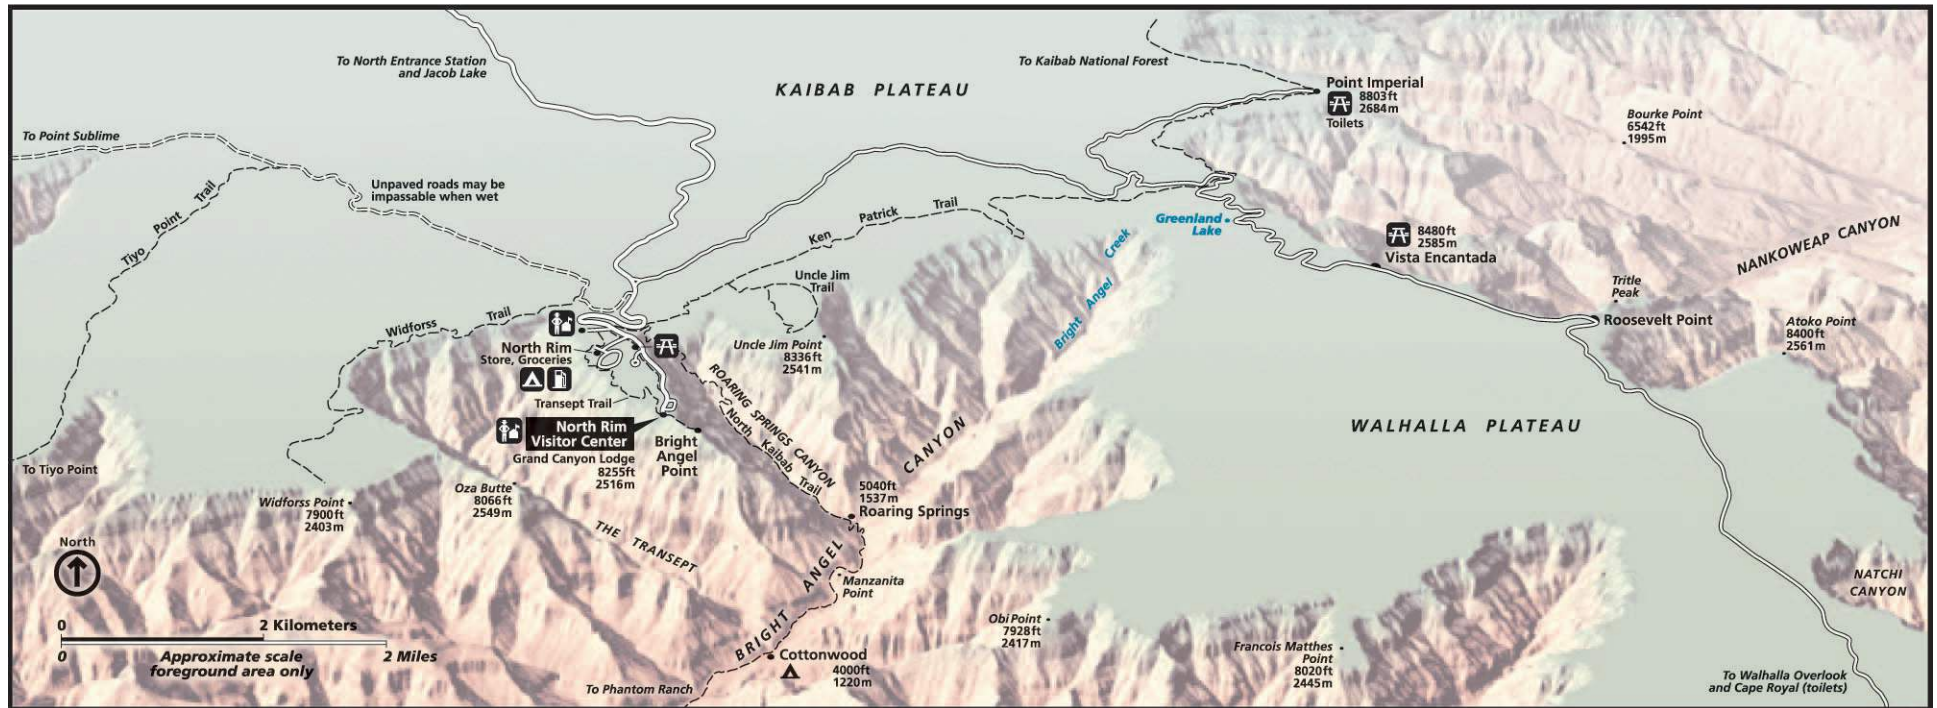 To North Entrance Station
and Jacob Lake
KAIBAB PLATEAU
To Kaibab National Forest
Point Imperial
8803ft
2684m
Toilets
Bourke Point
6542ft
1995m
To Point Sublime
Unpaved roads may be
impassable when wet
Tiyo Point Trail
Ken Patrick Trail
Greenland
Lake
8480ft
2585m
Vista Encantada
NANKOWEAP CANYON
Bright Angel Creek
Uncle Jim
Trail
Tritle
Peak
Roosevelt Point
Atoko Point
8400ft
2561m
Widforss Trail
North Rim
Store, Groceries
Uncle Jim Point
8336ft
2541m
Transept Trail
ROARING SPRINGS CANYON
North Kaibab Trail
North Rim
Visitor Center
Grand Canyon Lodge
8255ft
2516m
Bright
Angel
Point
WALHALLA PLATEAU
To Tiyo Point
Widforss Point
7900ft
2403m
Oza Butte
8066ft
2549m
THE TRANSEPT
5040ft
1537m
Roaring Springs
BRIGHT ANGEL CANYON
Manzanita
Point
North
0 2 Kilometers
0 2 Miles
Approximate scale
foreground area only
Obi Point
7928ft
2417m
Francois Matthes
Point
8020ft
2445m
NATCHI
CANYON
Cottonwood
4000ft
1220m
To Phantom Ranch
To Walhalla Overlook
and Cape Royal (toilets)